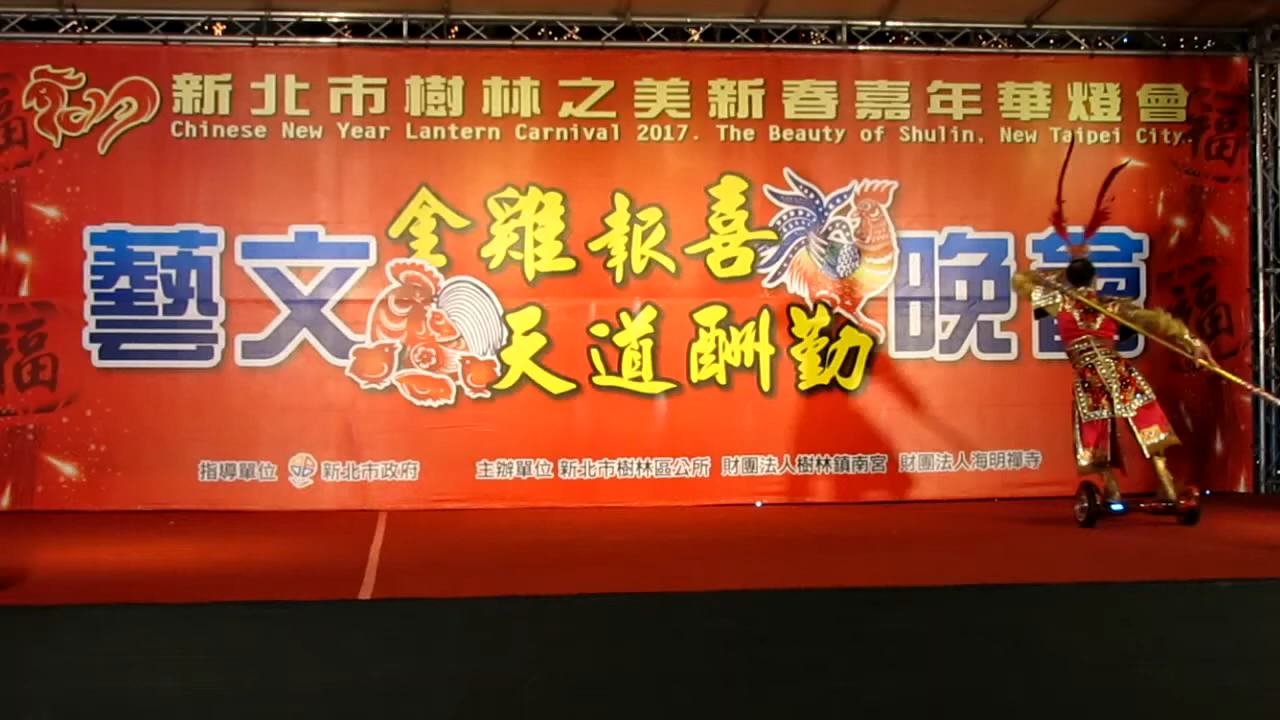 新北市樹林之美新春嘉年華燈會
Chinese New Year Lantern Carnival 2017. The Beauty of Shulin, New Taipei City.
金雞報喜
藝文 晚會
天道酬勤
指導單位 新北市政府 主辦單位 新北市樹林區公所 財團法人樹林鎮南宮 財團法人海明禪寺
福
福
福
福